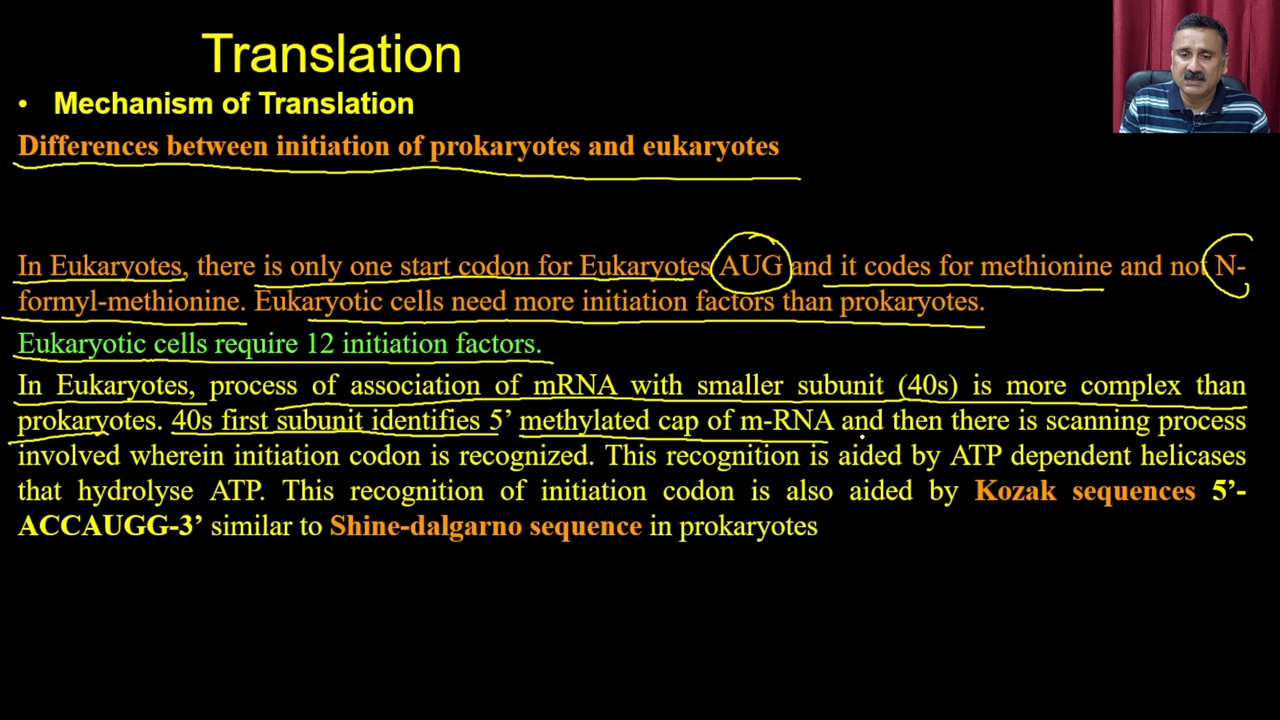 Translation
• Mechanism of Translation
Differences between initiation of prokaryotes and eukaryotes
In Eukaryotes, there is only one start codon for Eukaryotes AUG and it codes for methionine and not N-
formyl-methionine. Eukaryotic cells need more initiation factors than prokaryotes.
Eukaryotic cells require 12 initiation factors.
In Eukaryotes, process of association of mRNA with smaller subunit (40s) is more complex than
prokaryotes. 40s first subunit identifies 5’ methylated cap of m-RNA and then there is scanning process
involved wherein initiation codon is recognized. This recognition is aided by ATP dependent helicases
that hydrolyse ATP. This recognition of initiation codon is also aided by Kozak sequences 5’-
ACCAUGG-3’ similar to Shine-dalgarno sequence in prokaryotes